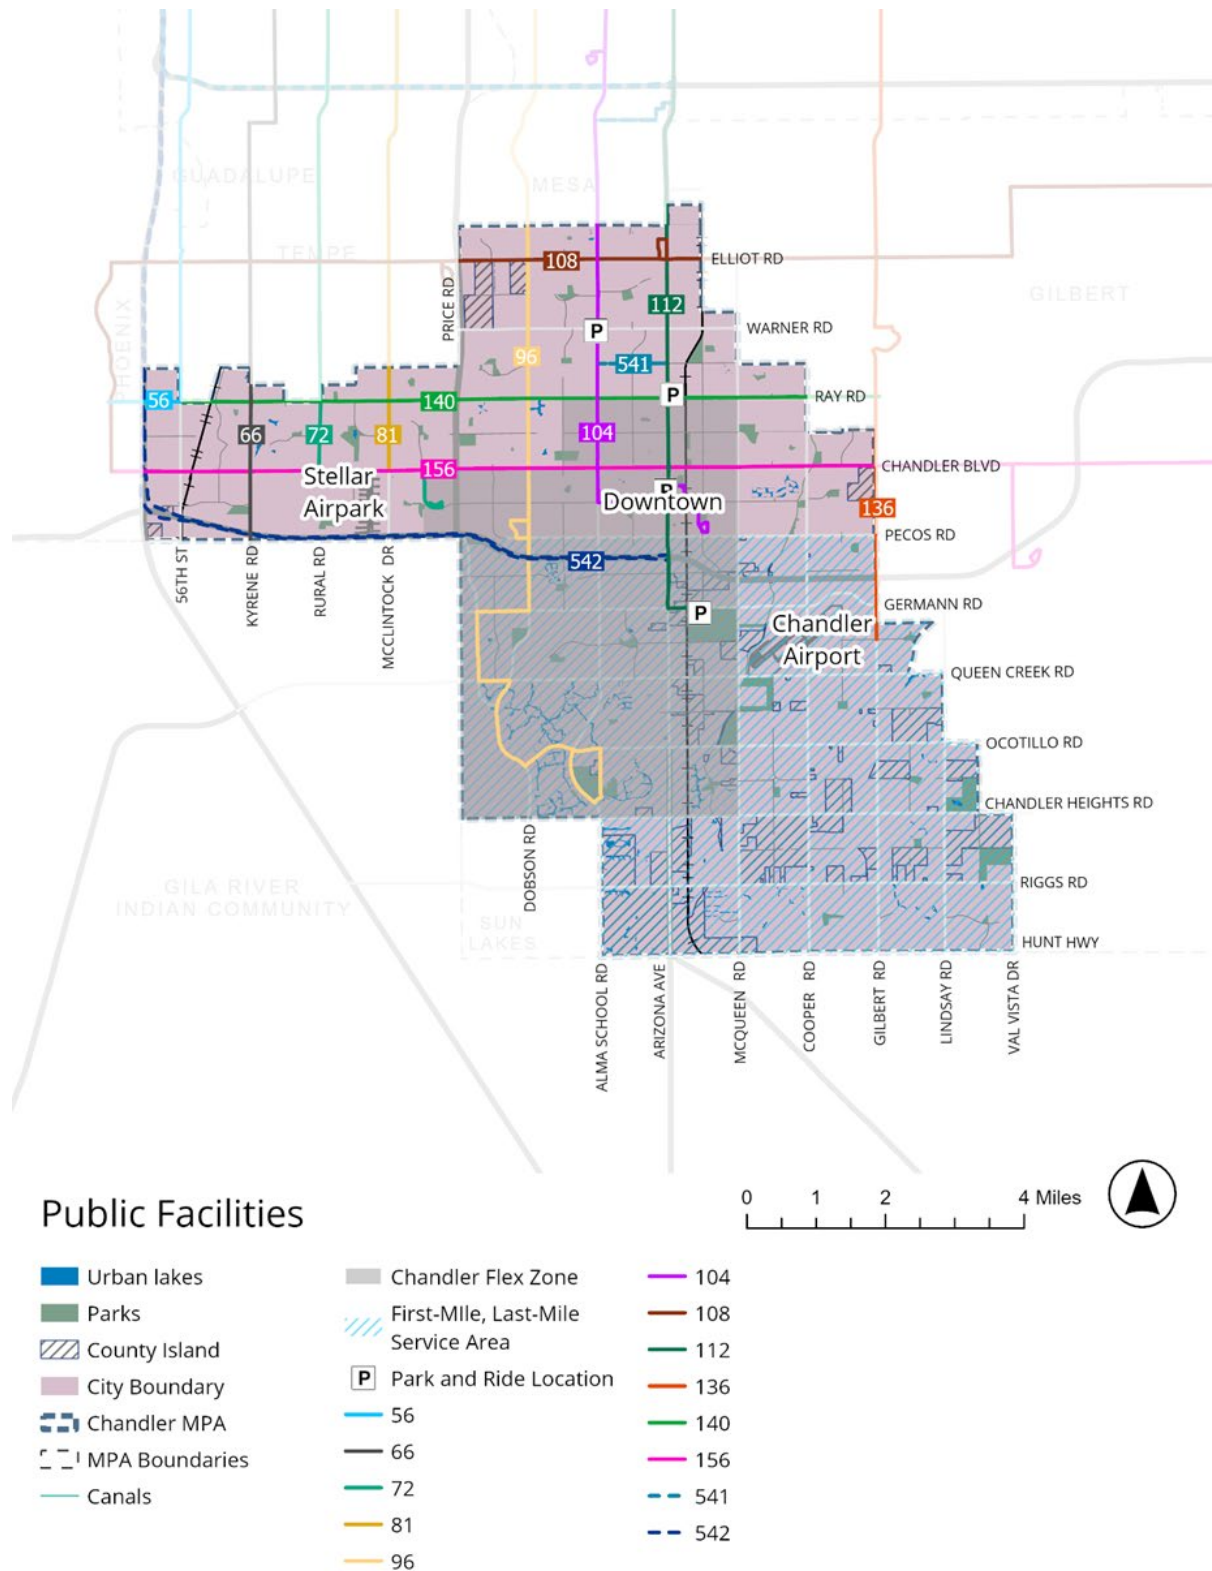 GUADALUPE
MESA
TEMPE
108
ELLIOT RD
PHOENIX
PRICE RD
GILBERT
112
P
WARNER RD
96
541
56
P
RAY RD
140
66
72
81
104
156
CHANDLER BLVD
Stellar
Airpark
P
Downtown
136
PECOS RD
542
56TH ST
KYRENE RD
RURAL RD
MCCLINTOCK DR
GERMANN RD
P
Chandler
Airport
QUEEN CREEK RD
OCOTILLO RD
CHANDLER HEIGHTS RD
DOBSON RD
GILA RIVER
INDIAN COMMUNITY
RIGGS RD
SUN
LAKES
HUNT HWY
ALMA SCHOOL RD
ARIZONA AVE
MCQUEEN RD
COOPER RD
GILBERT RD
LINDSAY RD
VAL VISTA DR
0 1 2 4 Miles
Public Facilities
Urban lakes
Parks
County Island
City Boundary
Chandler MPA
MPA Boundaries
Canals
Chandler Flex Zone
First-MIle, Last-Mile
Service Area
P Park and Ride Location
56
66
72
81
96
104
108
112
136
140
156
541
542